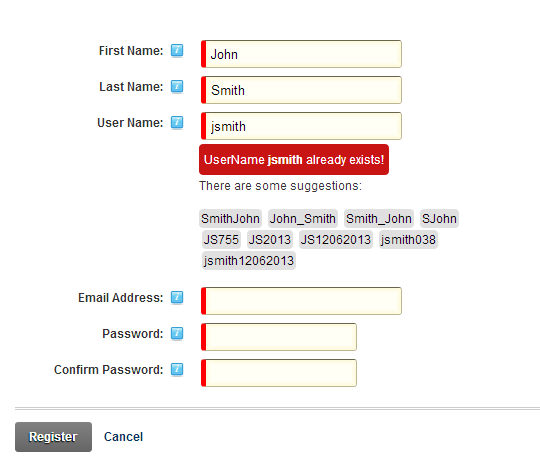 First Name: John
Last Name: Smith
User Name: jsmith
UserName jsmith already exists!
There are some suggestions:
SmithJohn John_Smith Smith_John SJohn
JS755 JS2013 JS12062013 jsmith038
jsmith12062013
Email Address:
Password:
Confirm Password:
Register Cancel